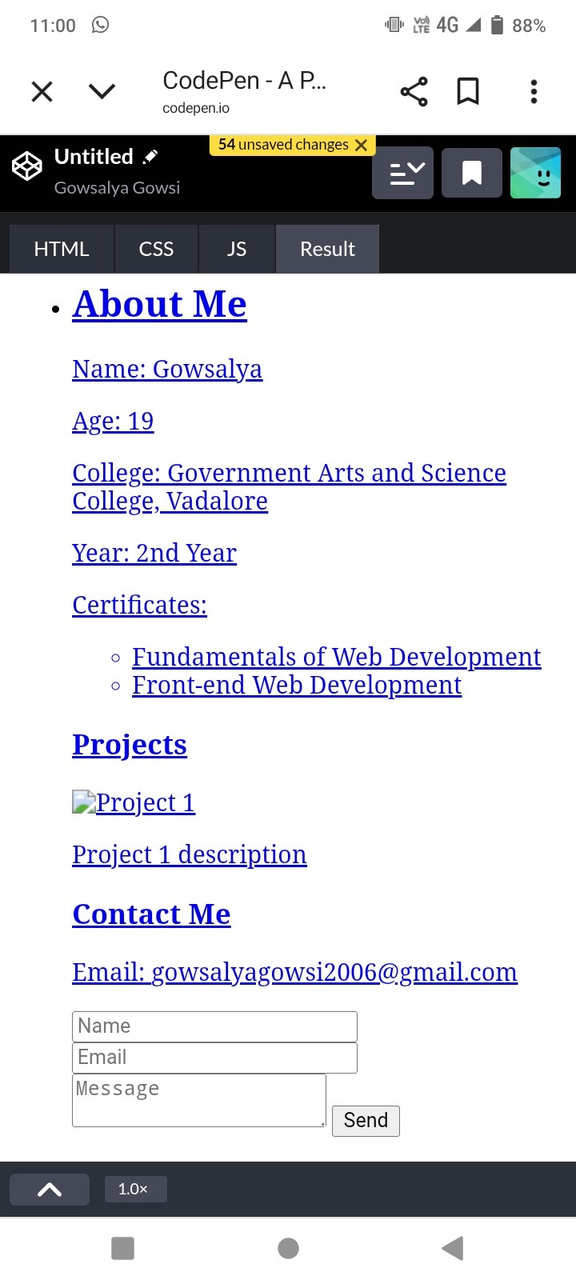 11:00
Vo) LTE 4G 88%
CodePen - A P...
codepen.io
54 unsaved changes
Untitled
Gowsalya Gowsi
HTML CSS JS Result
About Me
Name: Gowsalya
Age: 19
College: Government Arts and Science
College, Vadalore
Year: 2nd Year
Certificates:
Fundamentals of Web Development
Front-end Web Development
Projects
Project 1
Project 1 description
Contact Me
Email: gowsalyagowsi2006@gmail.com
Name
Email
Message
Send
1.0×